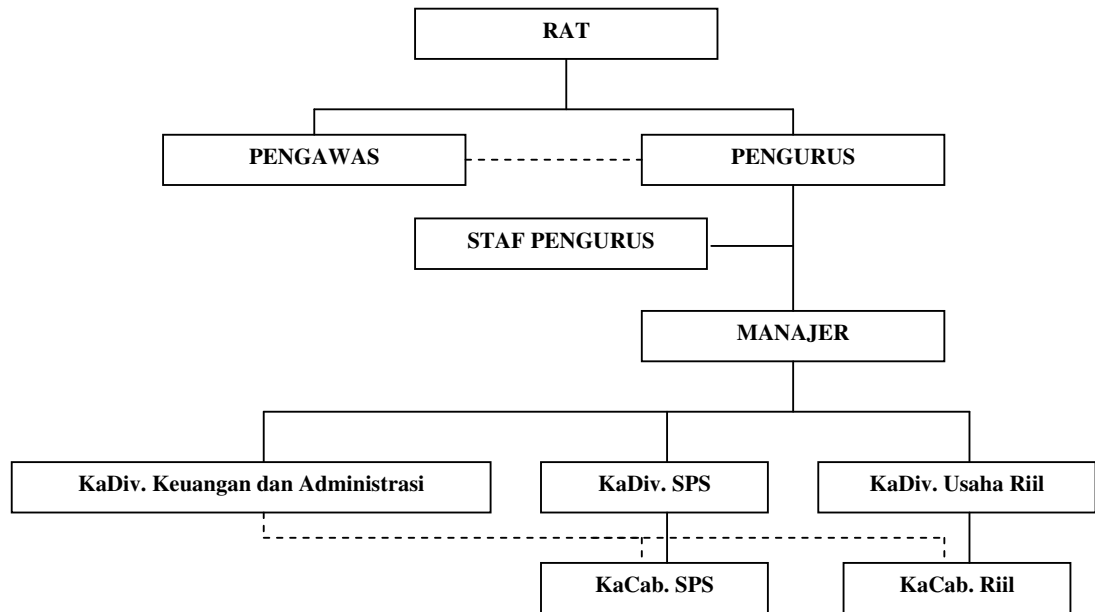 RAT
PENGAWAS
PENGURUS
STAF PENGURUS
MANAJER
KaDiv. Keuangan dan Administrasi
KaDiv. SPS
KaDiv. Usaha Riil
KaCab. SPS
KaCab. Riil